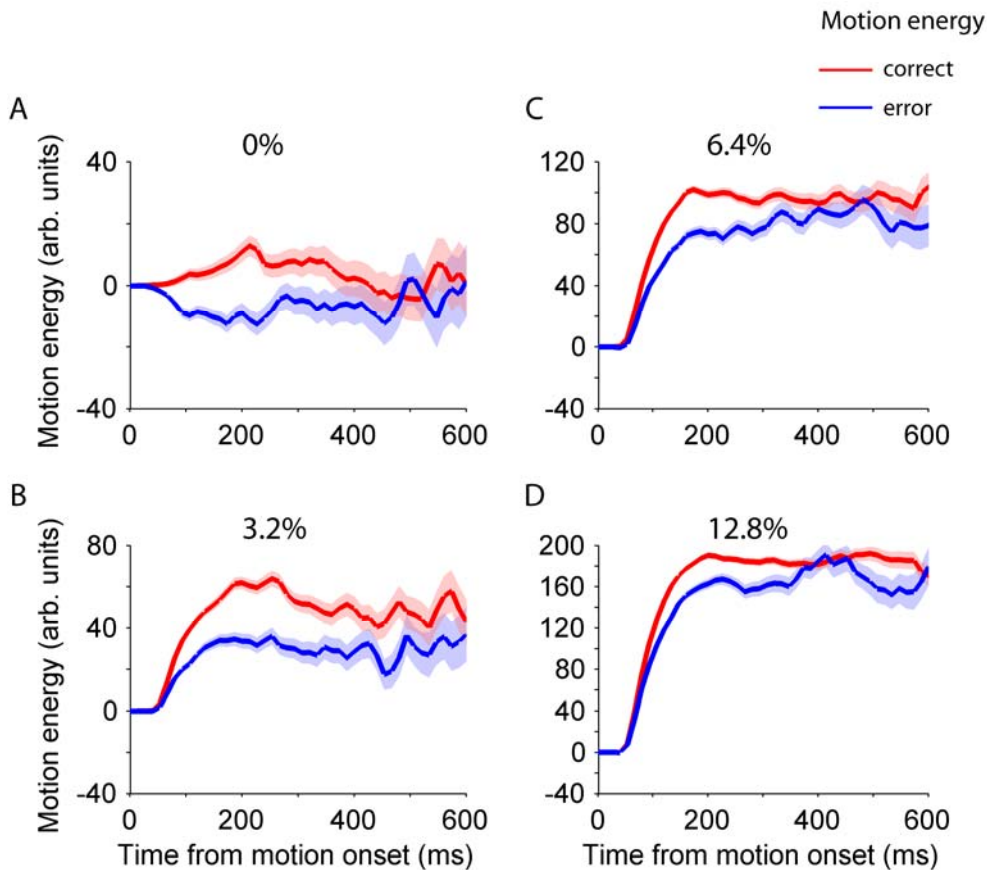 Motion energy
correct
error
A
0%
Motion energy (arb. units)
40
0
-40
0 200 400 600
C
6.4%
120
80
40
0
-40
0 200 400 600
B
3.2%
Motion energy (arb. units)
80
40
0
-40
0 200 400 600
Time from motion onset (ms)
D
12.8%
200
160
120
80
40
0
-40
0 200 400 600
Time from motion onset (ms)